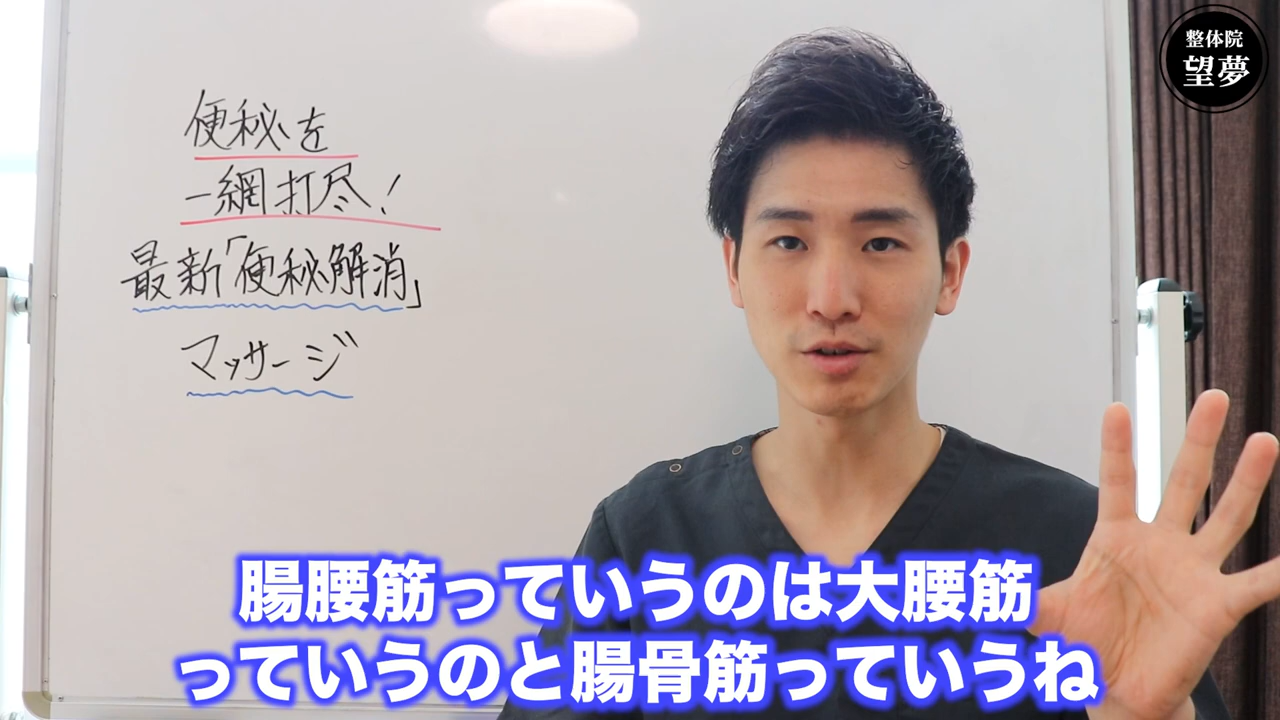 便秘を
一網打尽！
最新「便秘解消」
マッサージ
整体院
望夢
腸腰筋っていうのは大腰筋
っていうのと腸骨筋っていうね